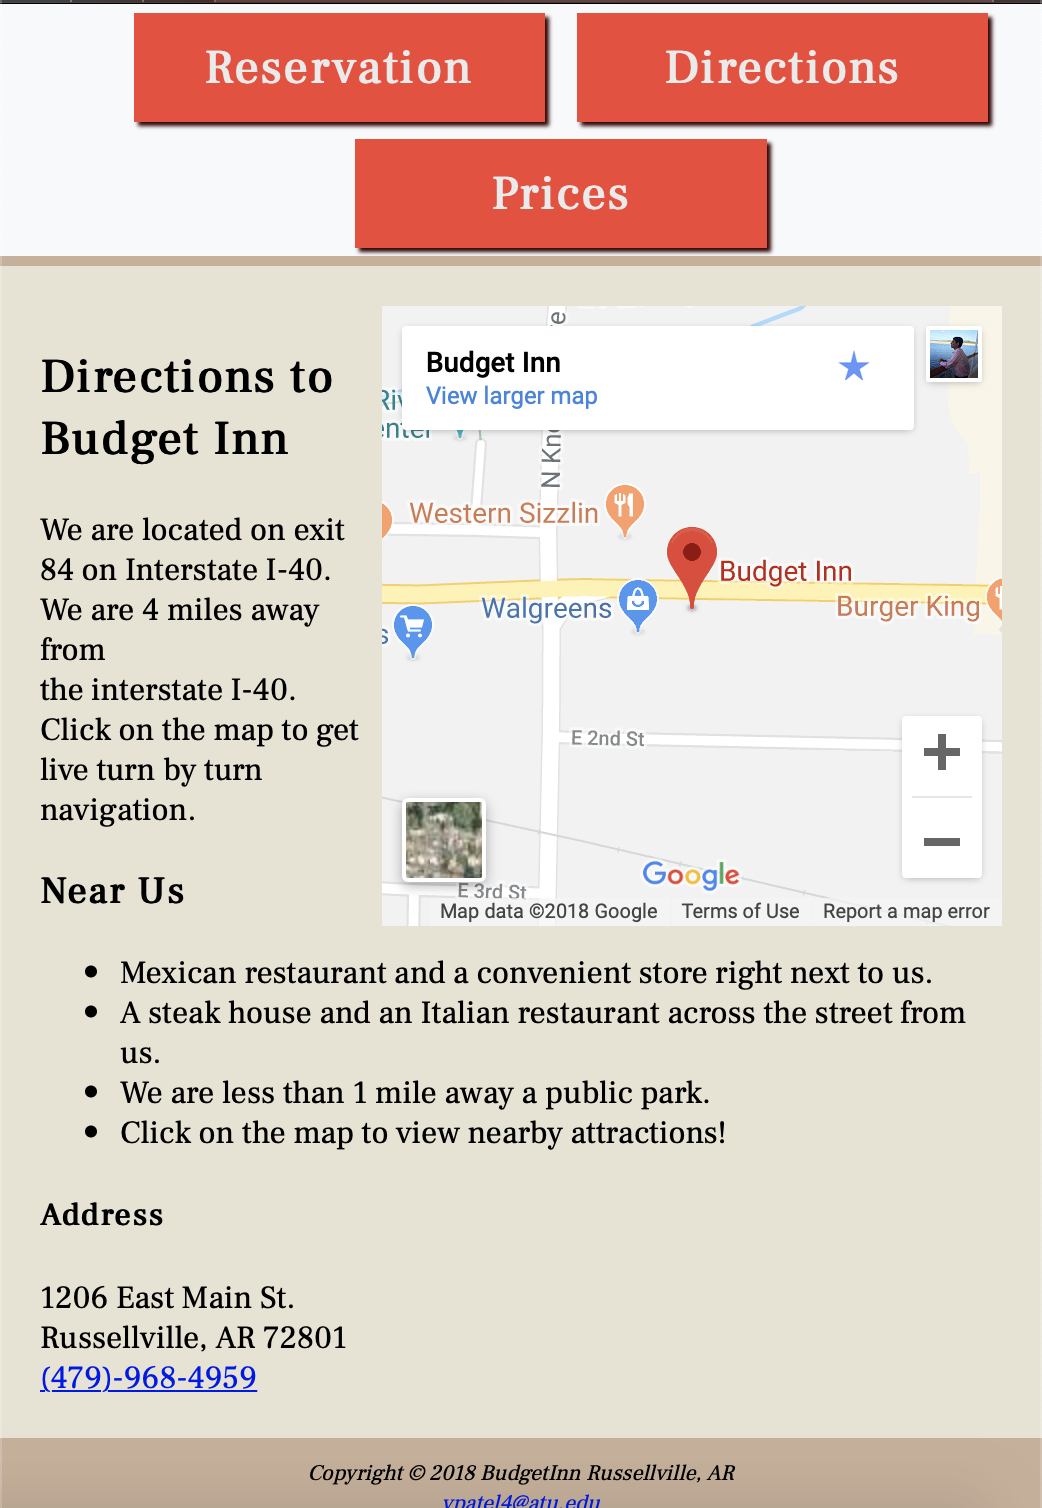 Reservation
Directions
Prices
Directions to
Budget Inn
We are located on exit
84 on Interstate I-40.
We are 4 miles away
from
the interstate I-40.
Click on the map to get
live turn by turn
navigation.
Budget Inn
View larger map
N Kno
Western Sizzlin
Budget Inn
Walgreens
Burger King
E 2nd St
E 3rd St
Google
Map data ©2018 Google Terms of Use Report a map error
Near Us
Mexican restaurant and a convenient store right next to us.
A steak house and an Italian restaurant across the street from
us.
We are less than 1 mile away a public park.
Click on the map to view nearby attractions!
Address
1206 East Main St.
Russellville, AR 72801
(479)-968-4959
Copyright © 2018 BudgetInn Russellville, AR
vpatel4@atu.edu